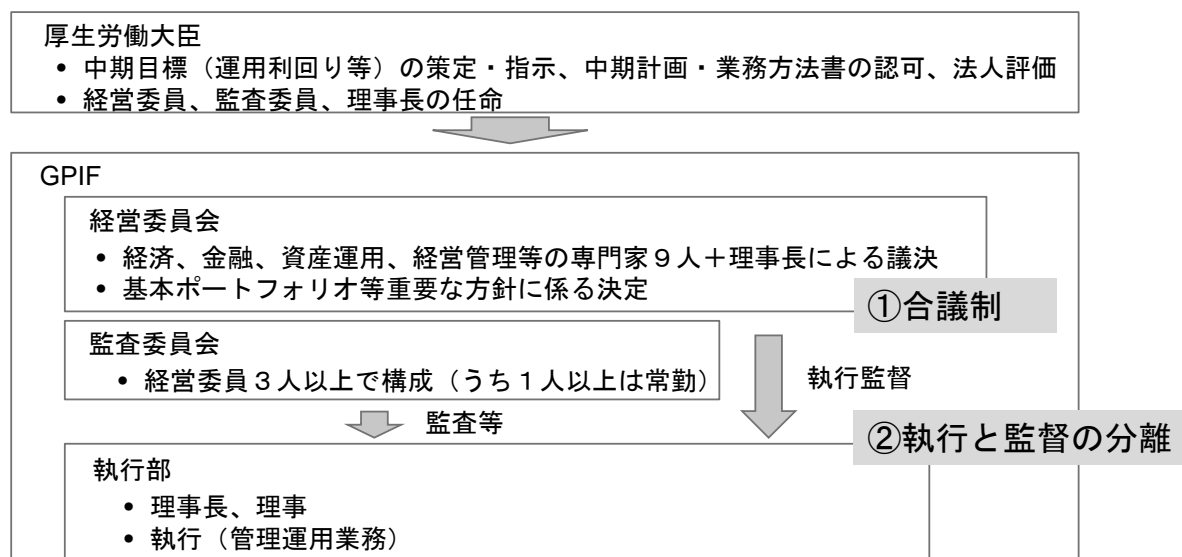 厚生労働大臣
• 中期目標（運用利回り等）の策定・指示、中期計画・業務方法書の認可、法人評価
• 経営委員、監査委員、理事長の任命
GPIF
経営委員会
• 経済、金融、資産運用、経営管理等の専門家９人＋理事長による議決
• 基本ポートフォリオ等重要な方針に係る決定
①合議制
監査委員会
• 経営委員３人以上で構成（うち１人以上は常勤）
執行監督
監査等
②執行と監督の分離
執行部
• 理事長、理事
• 執行（管理運用業務）